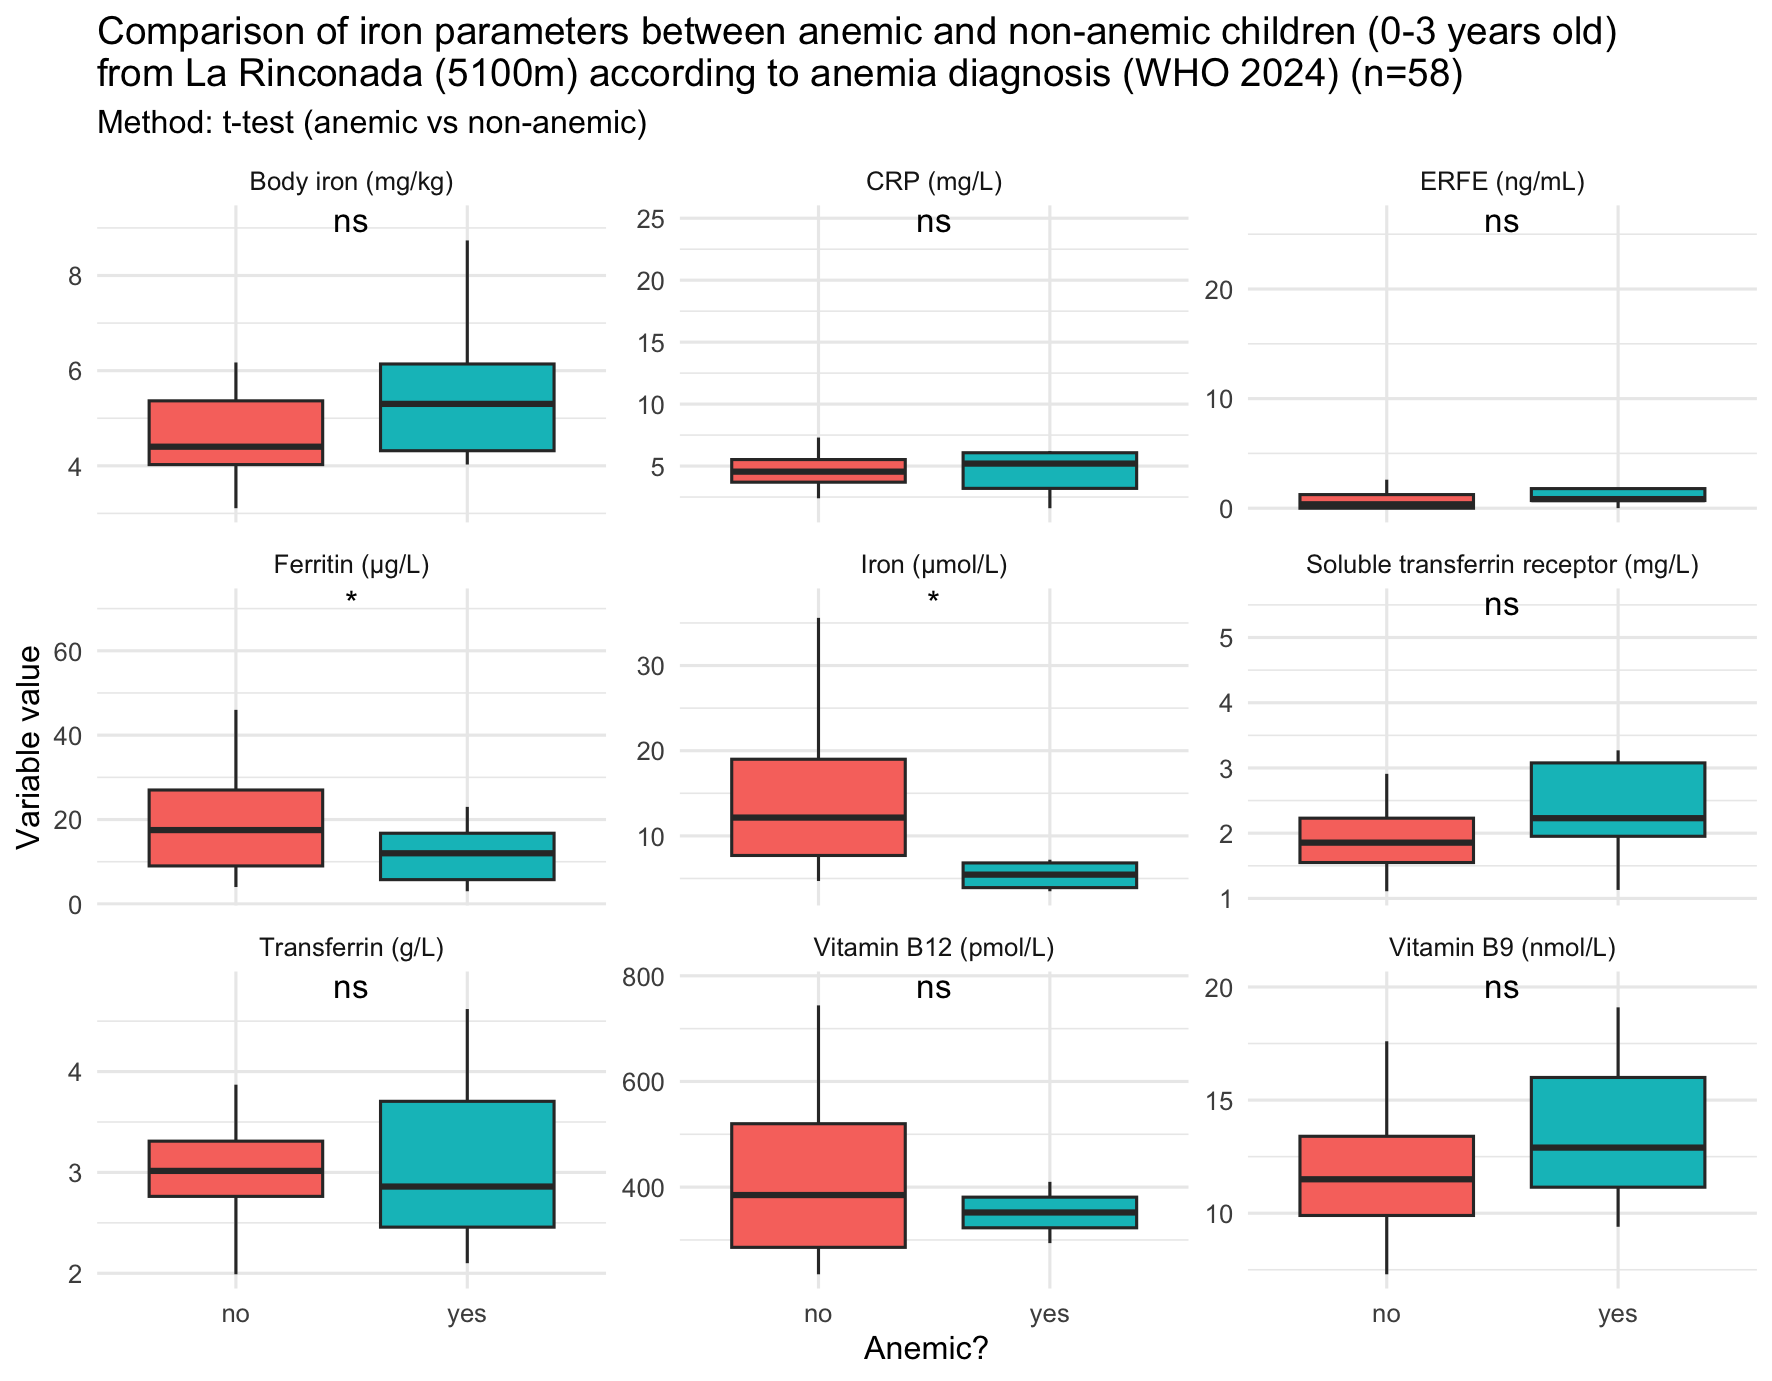 Comparison of iron parameters between anemic and non-anemic children (0-3 years old)
from La Rinconada (5100m) according to anemia diagnosis (WHO 2024) (n=58)
Method: t-test (anemic vs non-anemic)
Body iron (mg/kg)
ns
8
6
4
CRP (mg/L)
ns
25
20
15
10
5
ERFE (ng/mL)
ns
20
10
0
Variable value
Ferritin (µg/L)
*
60
40
20
0
Iron (µmol/L)
*
30
20
10
Soluble transferrin receptor (mg/L)
ns
5
4
3
2
1
Transferrin (g/L)
ns
4
3
2
no yes
Vitamin B12 (pmol/L)
ns
800
600
400
no yes
Vitamin B9 (nmol/L)
ns
20
15
10
no yes
Anemic?